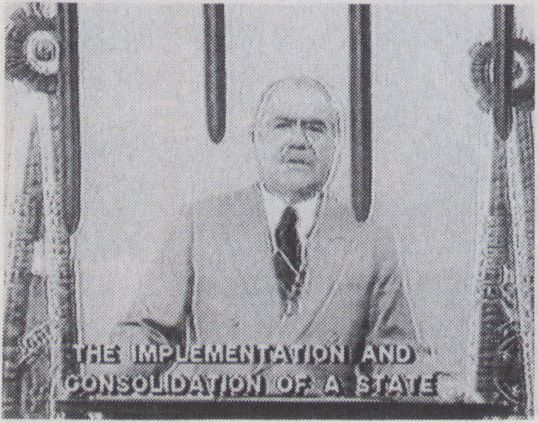 THE IMPLEMENTATION AND
CONSOLIDATION OF A STATE